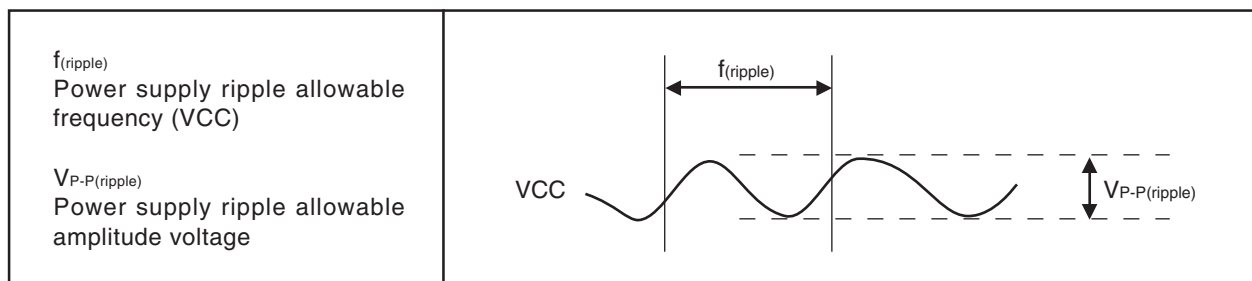 f(ripple)
Power supply ripple allowable
frequency (VCC)
VP-P(ripple)
Power supply ripple allowable
amplitude voltage
f(ripple)
VCC
VP-P(ripple)